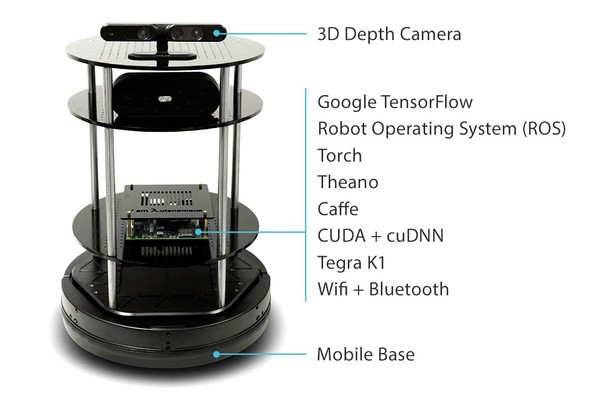 3D Depth Camera
Google TensorFlow
Robot Operating System (ROS)
Torch
Theano
Caffe
CUDA + cuDNN
Tegra K1
Wifi + Bluetooth
Mobile Base